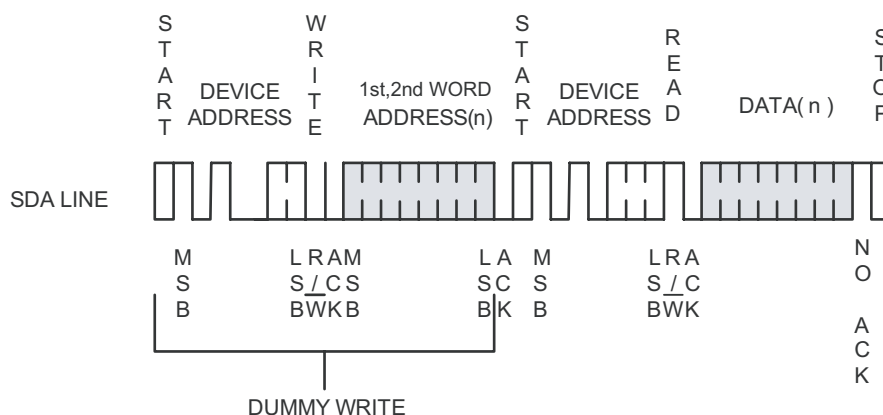 START
WRITE
START
READ
STOP
DEVICE
ADDRESS
1st,2nd WORD
ADDRESS(n)
DEVICE
ADDRESS
DATA( n )
SDA LINE
MSB
LSB
R/W
ACK
MSB
LSB
ACK
MSB
LSB
R/W
ACK
NO ACK
DUMMY WRITE